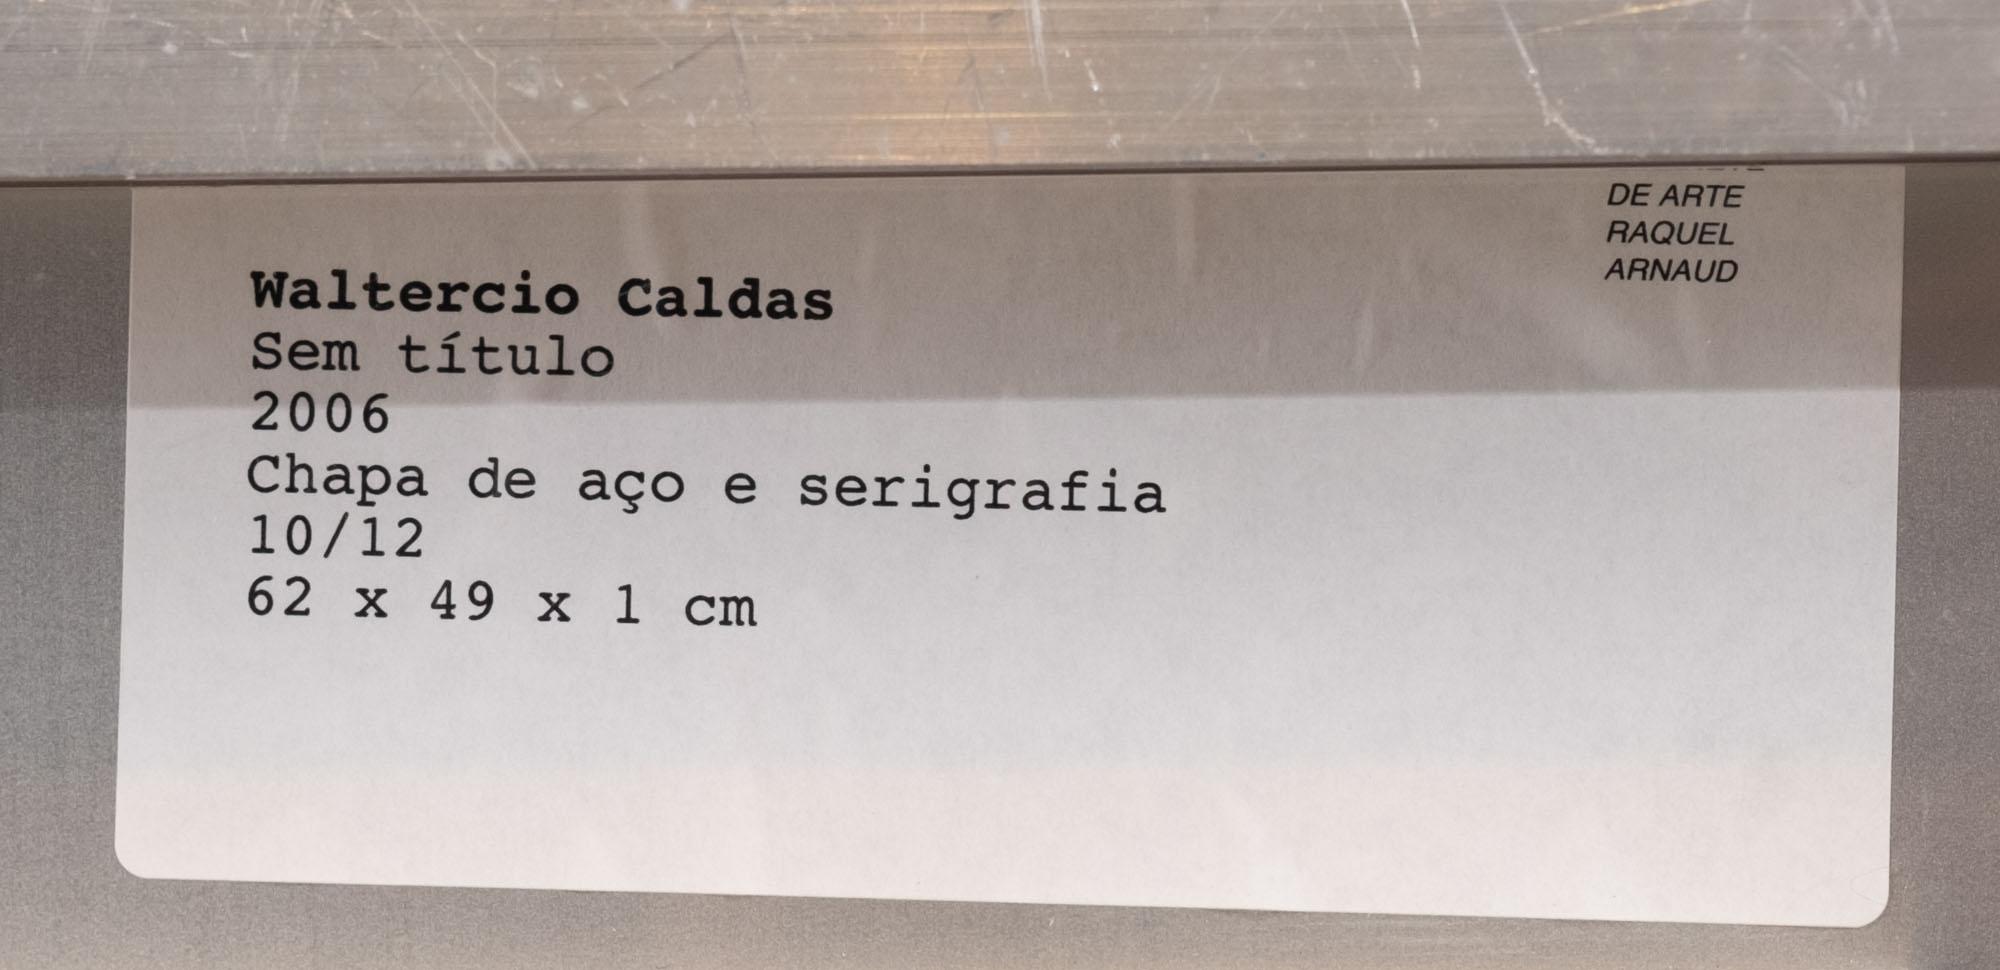 DE ARTE
RAQUEL
ARNAUD
Waltercio Caldas
Sem título
2006
Chapa de aço e serigrafia
10/12
62 x 49 x 1 cm